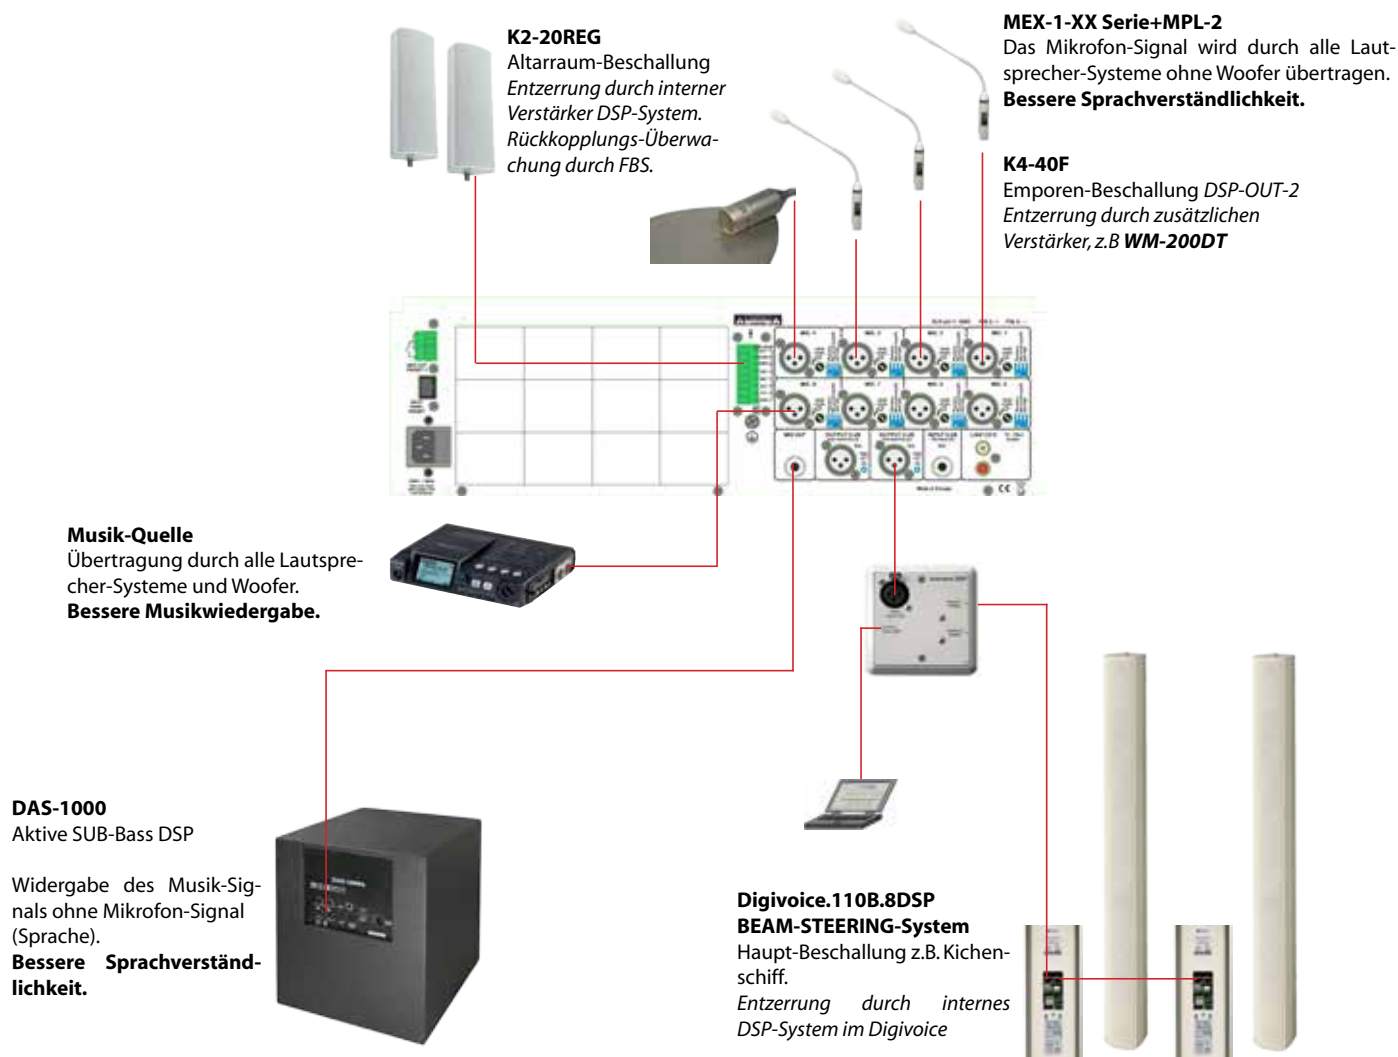 K2-20REG
Altarraum-Beschallung
Entzerrung durch interner
Verstärker DSP-System.
Rückkopplungs-Überwa-
chung durch FBS.
MEX-1-XX Serie+MPL-2
Das Mikrofon-Signal wird durch alle Laut-
sprecher-Systeme ohne Woofer übertragen.
Bessere Sprachverständlichkeit.
K4-40F
Emporen-Beschallung DSP-OUT-2
Entzerrung durch zusätzlichen
Verstärker, z.B WM-200DT
Musik-Quelle
Übertragung durch alle Lautspre-
cher-Systeme und Woofer.
Bessere Musikwiedergabe.
DAS-1000
Aktive SUB-Bass DSP
Widergabe des Musik-Sig-
nals ohne Mikrofon-Signal
(Sprache).
Bessere Sprachverständ-
lichkeit.
Digivoice.110B.8DSP
BEAM-STEERING-System
Haupt-Beschallung z.B. Kichen-
schiff.
Entzerrung durch internes
DSP-System im Digivoice